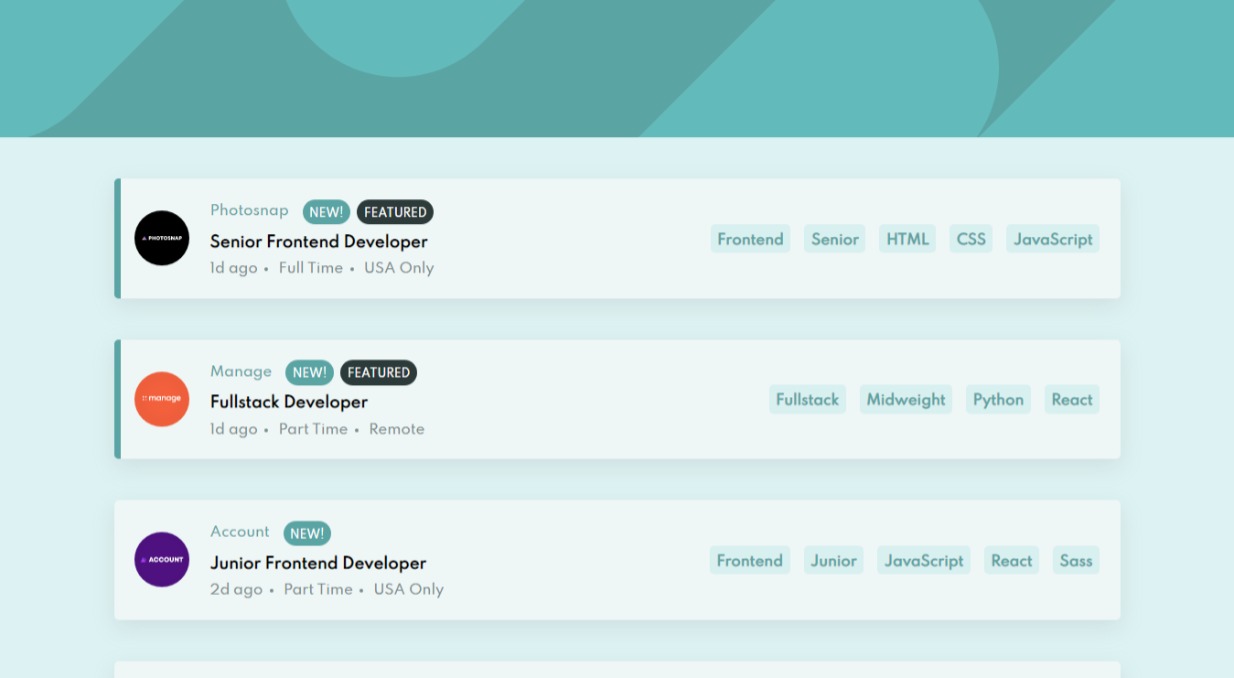 Photosnap NEW! FEATURED
PHOTOSNAP
Senior Frontend Developer
1d ago • Full Time • USA Only
Frontend Senior HTML CSS JavaScript
Manage NEW! FEATURED
manage
Fullstack Developer
1d ago • Part Time • Remote
Fullstack Midweight Python React
Account NEW!
ACCOUNT
Junior Frontend Developer
2d ago • Part Time • USA Only
Frontend Junior JavaScript React Sass